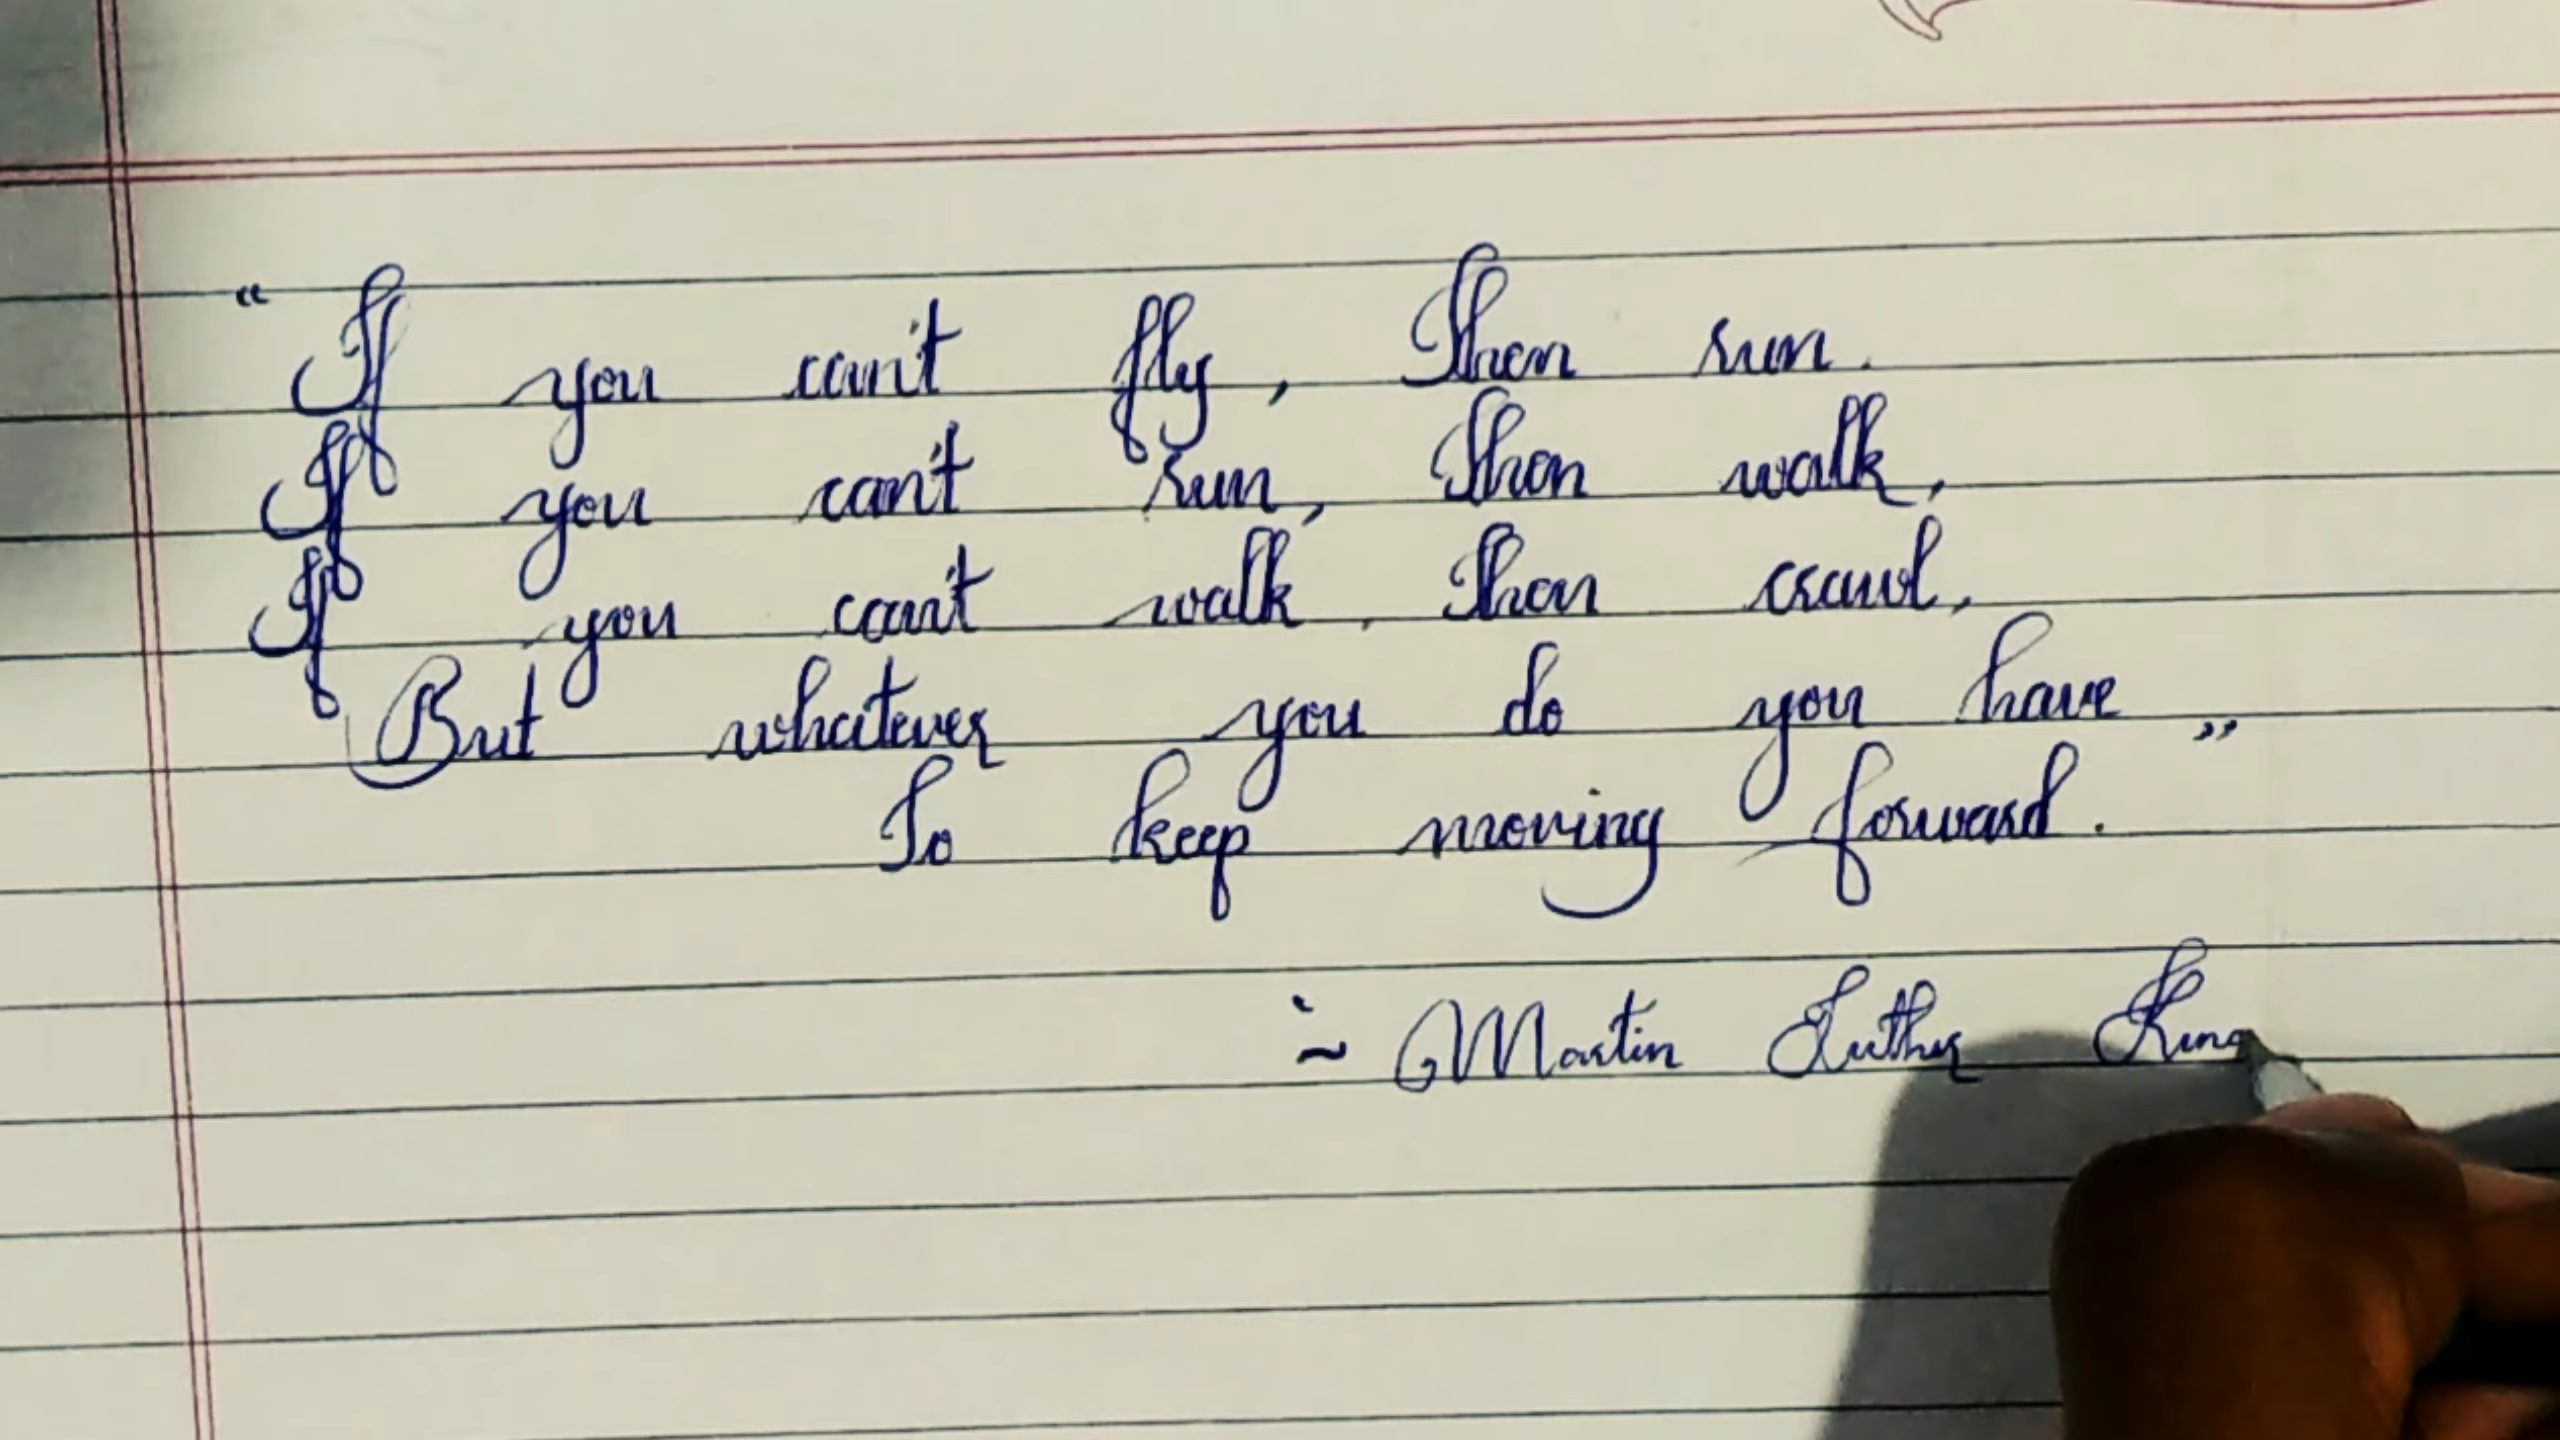 “ If you can't fly, Then run.
If you can't run, Then walk,
If you can't walk, Then crawl,
But whatever you do you have ”
To keep moving forward.
~ Martin Luther King